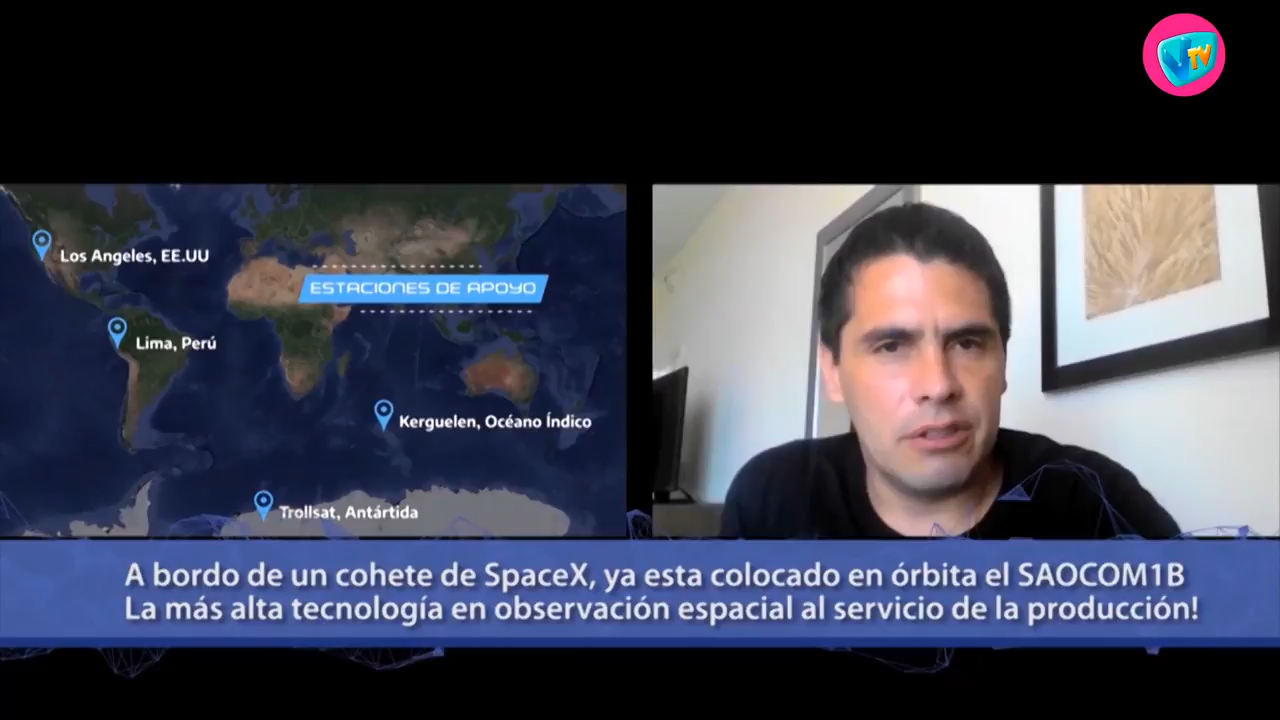 VTV
Los Angeles, EE.UU
ESTACIONES DE APOYO
Lima, Perú
Kerguelen, Océano Índico
Trollsat, Antártida
A bordo de un cohete de SpaceX, ya esta colocado en órbita el SAOCOM1B
La más alta tecnología en observación espacial al servicio de la producción!